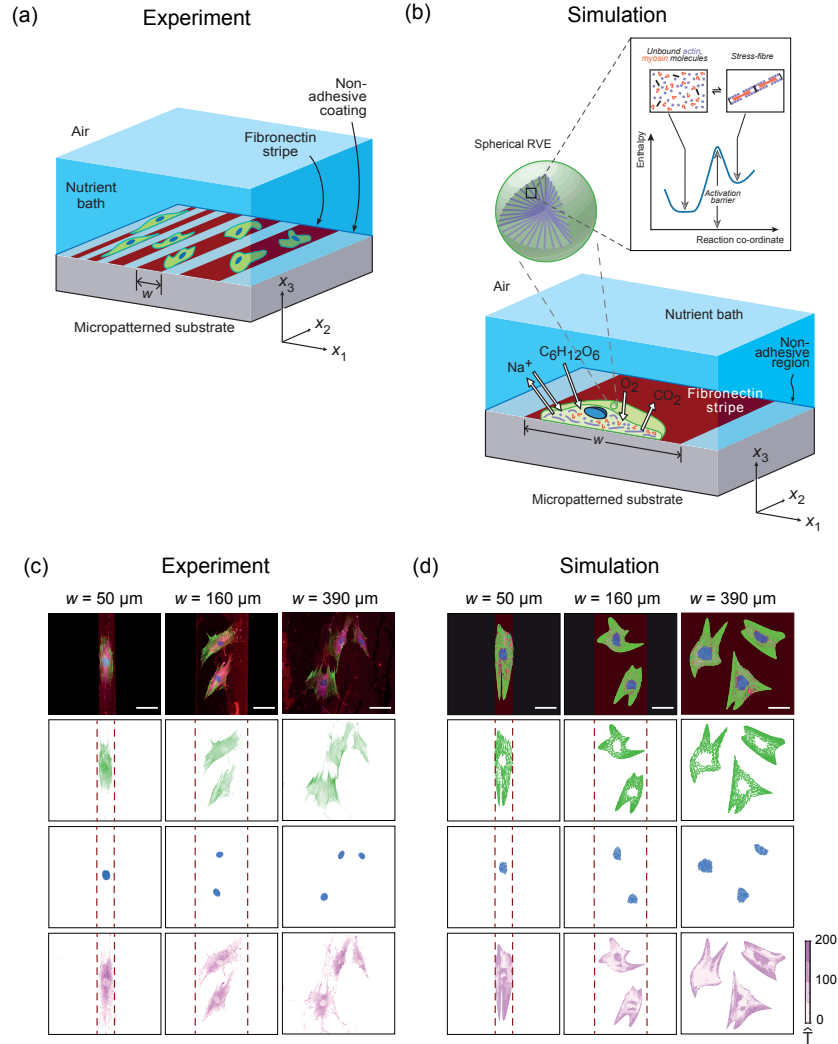 (a)
Experiment
Air
Nutrient bath
Fibronectin
stripe
Non-
adhesive
coating
w
Micropatterned substrate
x3
x2
x1
(b)
Simulation
Unbound actin,
myosin molecules
Stress-fibre
⇌
Enthalpy
Activation
barrier
Reaction co-ordinate
Spherical RVE
Air
Nutrient bath
Non-
adhesive
region
Na+
C6H12O6
O2
CO2
Fibronectin
stripe
w
Micropatterned substrate
x3
x2
x1
(c)
Experiment
w = 50 µm
w = 160 µm
w = 390 µm
(d)
Simulation
w = 50 µm
w = 160 µm
w = 390 µm
200
100
0
T̂